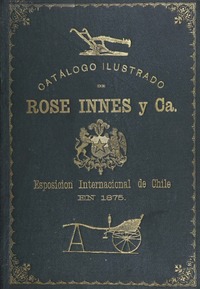 CATÁLOGO ILUSTRADO
DE
ROSE INNES y Ca.
Esposicion Internacional de Chile
EN 1875.